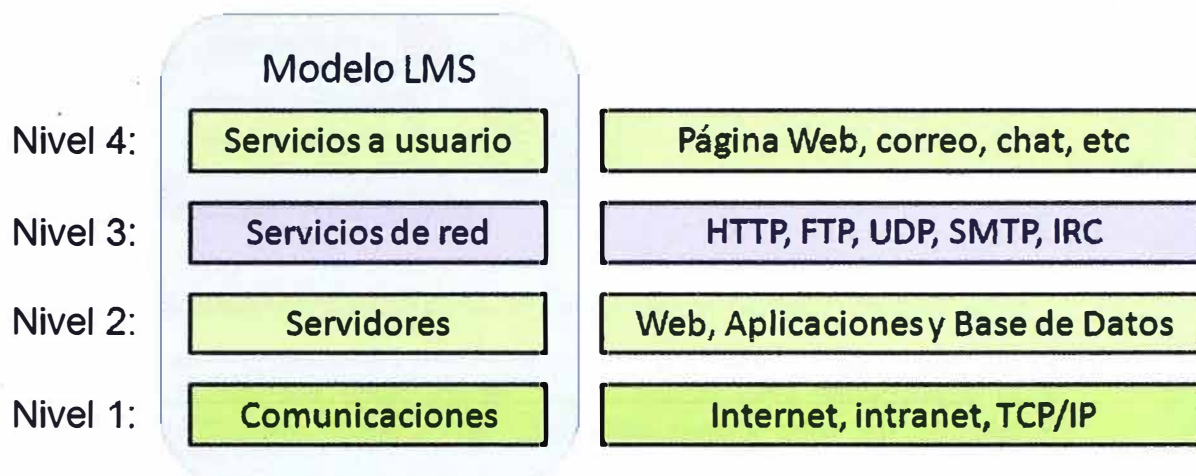 Modelo LMS
Nivel 4: Servicios a usuario Página Web, correo, chat, etc
Nivel 3: Servicios de red HTTP, FTP, UDP, SMTP, IRC
Nivel 2: Servidores Web, Aplicaciones y Base de Datos
Nivel 1: Comunicaciones Internet, intranet, TCP/IP